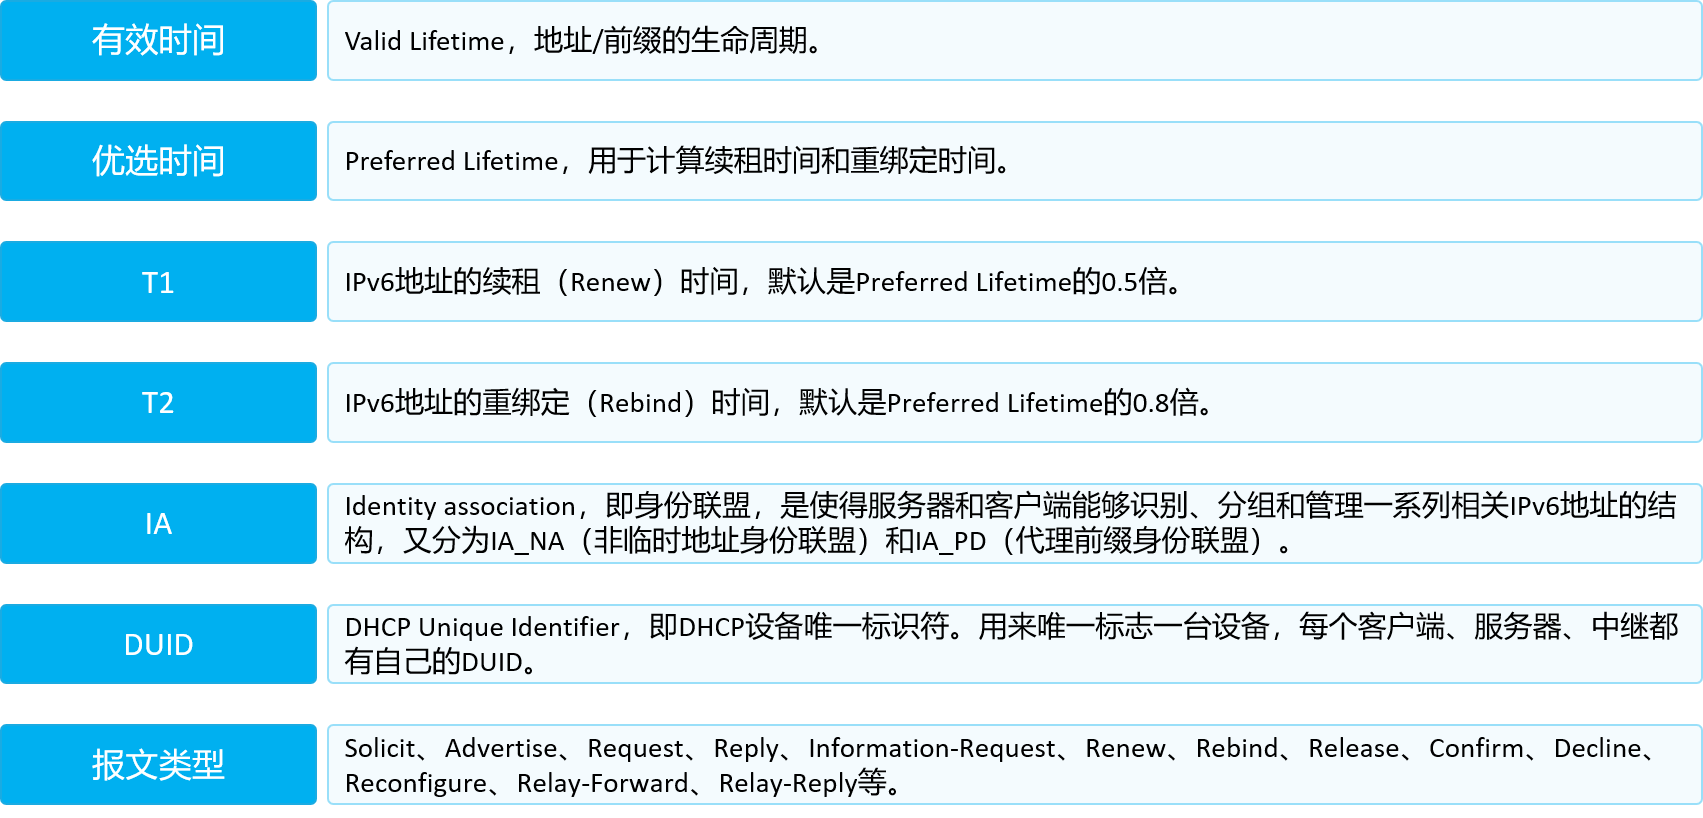 有效时间
Valid Lifetime，地址/前缀的生命周期。
优选时间
Preferred Lifetime，用于计算续租时间和重绑定时间。
T1
IPv6地址的续租（Renew）时间，默认是Preferred Lifetime的0.5倍。
T2
IPv6地址的重绑定（Rebind）时间，默认是Preferred Lifetime的0.8倍。
IA
Identity association，即身份联盟，是使得服务器和客户端能够识别、分组和管理一系列相关IPv6地址的结
构，又分为IA_NA（非临时地址身份联盟）和IA_PD（代理前缀身份联盟）。
DUID
DHCP Unique Identifier，即DHCP设备唯一标识符。用来唯一标志一台设备，每个客户端、服务器、中继都
有自己的DUID。
报文类型
Solicit、Advertise、Request、Reply、Information-Request、Renew、Rebind、Release、Confirm、Decline、
Reconfigure、Relay-Forward、Relay-Reply等。